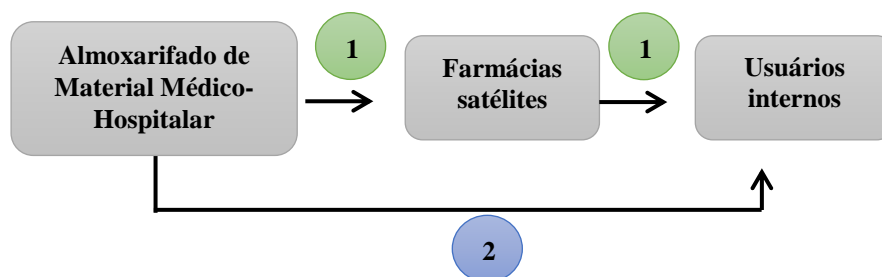 Almoxarifado de
Material Médico-
Hospitalar
1
Farmácias
satélites
1
Usuários
internos
2